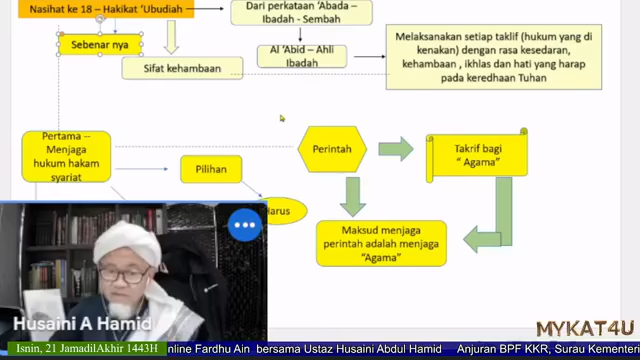 Nasihat ke 18 – Hakikat 'Ubudiah
Dari perkataan 'Abada –
Ibadah - Sembah
Sebenar nya
Sifat kehambaan
Al 'Abid – Ahli
Ibadah
Melaksanakan setiap taklif (hukum yang di
kenakan) dengan rasa kesedaran,
kehambaan , ikhlas dan hati yang harap
pada keredhaan Tuhan
Pertama --
Menjaga
hukum hakam
syariat
Pilihan
Harus
Perintah
Takrif bagi
“ Agama”
Maksud menjaga
perintah adalah menjaga
“Agama”
Husaini A Hamid
MYKAT4U
Isnin, 21 JamadilAkhir 1443H
nline Fardhu Ain bersama Ustaz Husaini Abdul Hamid Anjuran BPF KKR, Surau Kementeri